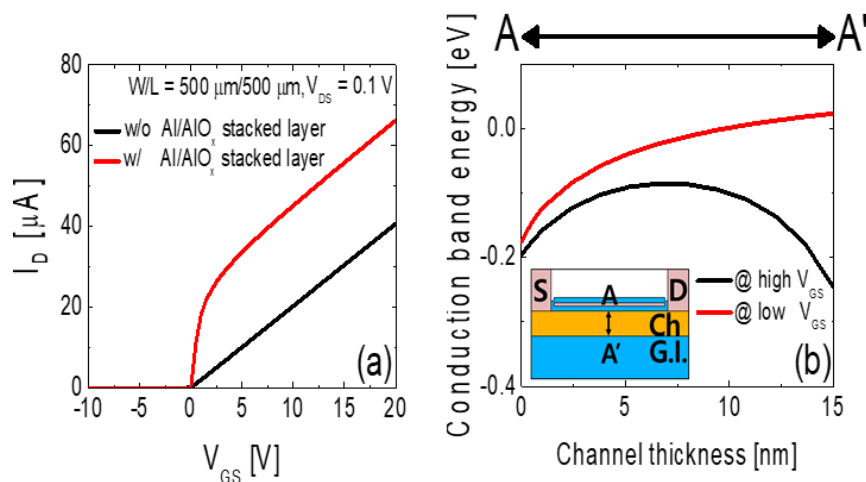 80
60
40
20
0
I_D [μA]
W/L = 500 μm/500 μm, V_DS = 0.1 V
w/o Al/AlO_x stacked layer
w/ Al/AlO_x stacked layer
(a)
-10 -5 0 5 10 15 20
V_GS [V]
A A'
Conduction band energy [eV]
0.0
-0.2
-0.4
S A D
Ch
A' G.I.
@ high V_GS
@ low V_GS
(b)
0 5 10 15
Channel thickness [nm]